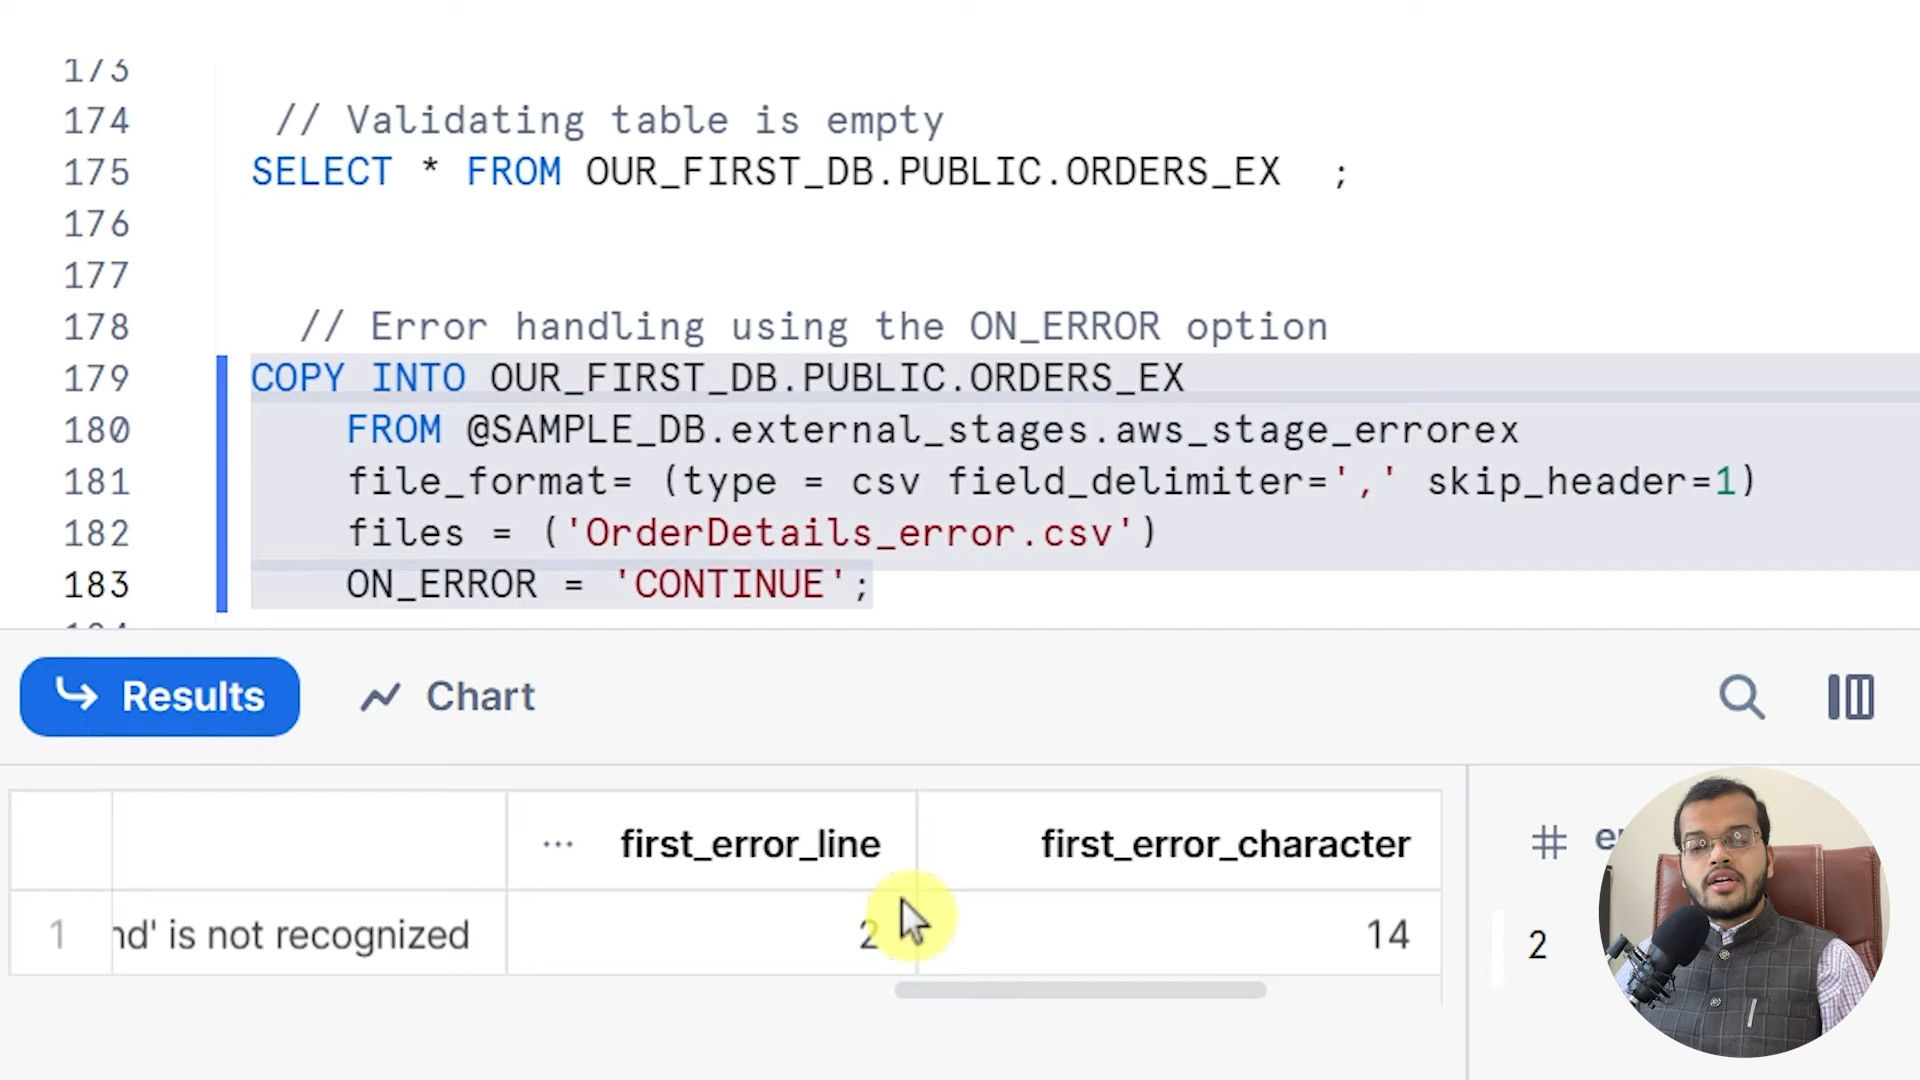 173
174 // Validating table is empty
175 SELECT * FROM OUR_FIRST_DB.PUBLIC.ORDERS_EX ;
176
177
178 // Error handling using the ON_ERROR option
179 COPY INTO OUR_FIRST_DB.PUBLIC.ORDERS_EX
180 FROM @SAMPLE_DB.external_stages.aws_stage_errorex
181 file_format= (type = csv field_delimiter=',' skip_header=1)
182 files = ('OrderDetails_error.csv')
183 ON_ERROR = 'CONTINUE';
Results Chart
... first_error_line first_error_character
1 nd' is not recognized 2 14
#
2